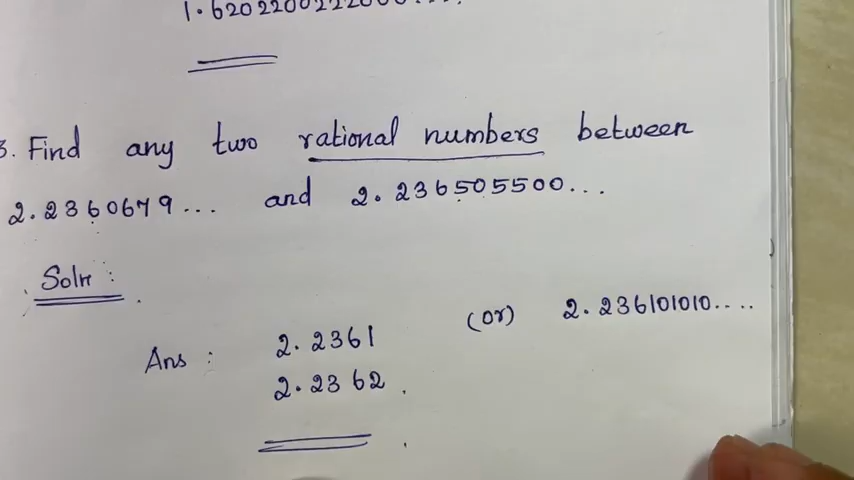 1.6202200222000....
3. Find any two rational numbers between
2.2360679... and 2.236505500...
Soln :
Ans : 2.2361 (or) 2.236101010....
2.2362.